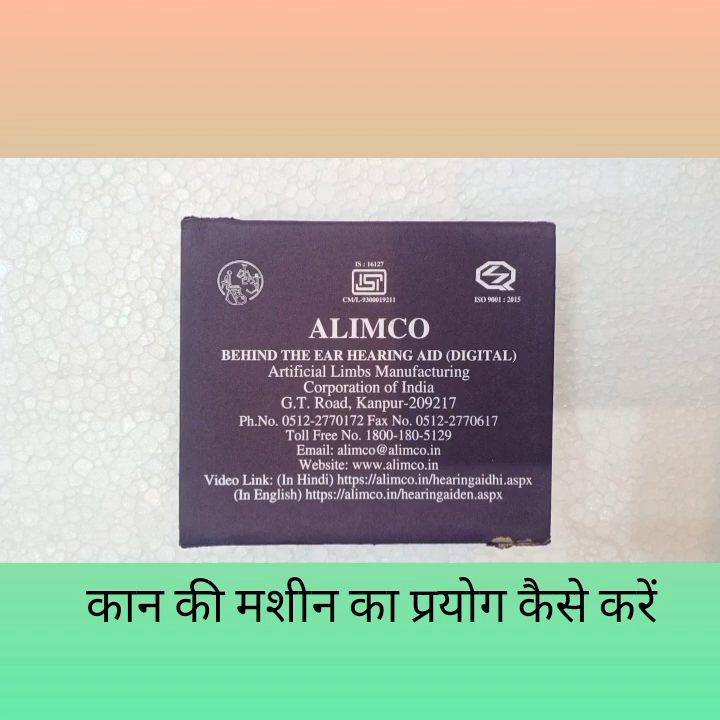 IS : 16127
CM/L-9300019211
ISO 9001 : 2015
ALIMCO
BEHIND THE EAR HEARING AID (DIGITAL)
Artificial Limbs Manufacturing
Corporation of India
G.T. Road, Kanpur-209217
Ph.No. 0512-2770172 Fax No. 0512-2770617
Toll Free No. 1800-180-5129
Email: alimco@alimco.in
Website: www.alimco.in
Video Link: (In Hindi) https://alimco.in/hearingaidhi.aspx
(In English) https://alimco.in/hearingaiden.aspx
कान की मशीन का प्रयोग कैसे करें